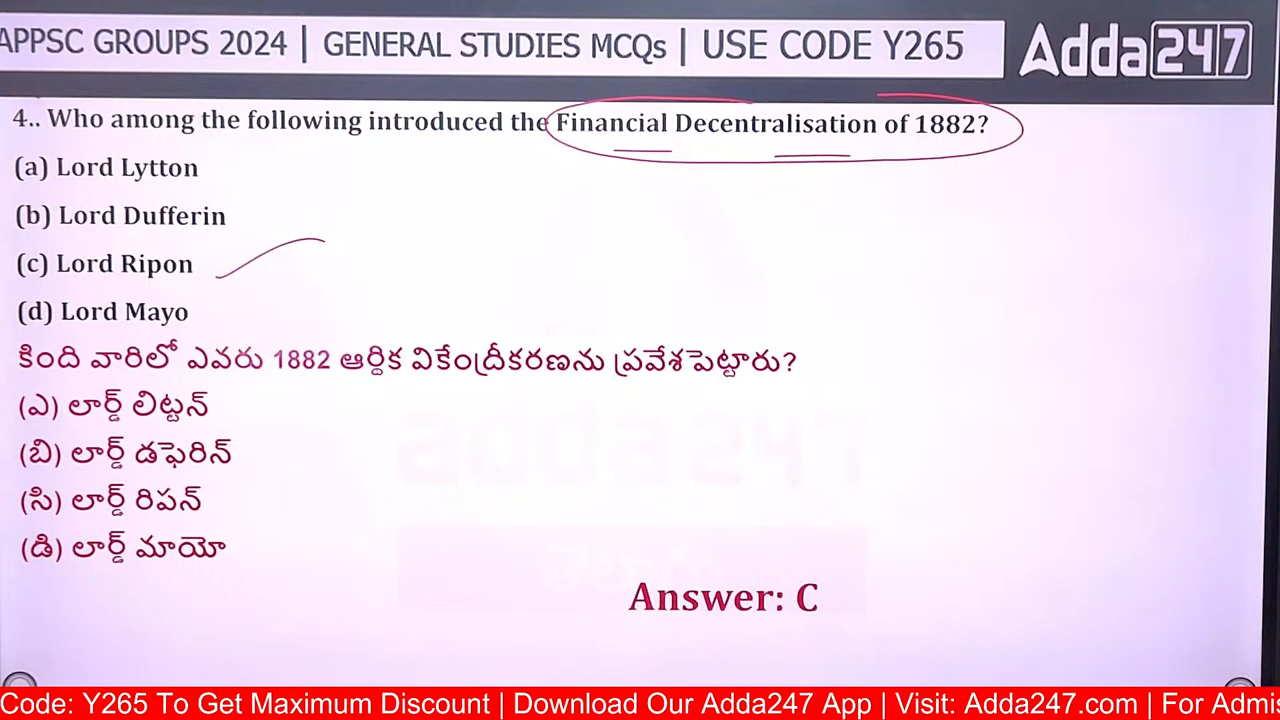 APPSC GROUPS 2024 | GENERAL STUDIES MCQs | USE CODE Y265
Adda247
4.. Who among the following introduced the Financial Decentralisation of 1882?
(a) Lord Lytton
(b) Lord Dufferin
(c) Lord Ripon
(d) Lord Mayo
కింది వారిలో ఎవరు 1882 ఆర్థిక వికేంద్రీకరణను ప్రవేశపెట్టారు?
(ఎ) లార్డ్ లిట్టన్
(బి) లార్డ్ డఫెరిన్
(సి) లార్డ్ రిపన్
(డి) లార్డ్ మాయో
adda247
తెలుగు
Answer: C
Code: Y265 To Get Maximum Discount | Download Our Adda247 App | Visit: Adda247.com | For Admis